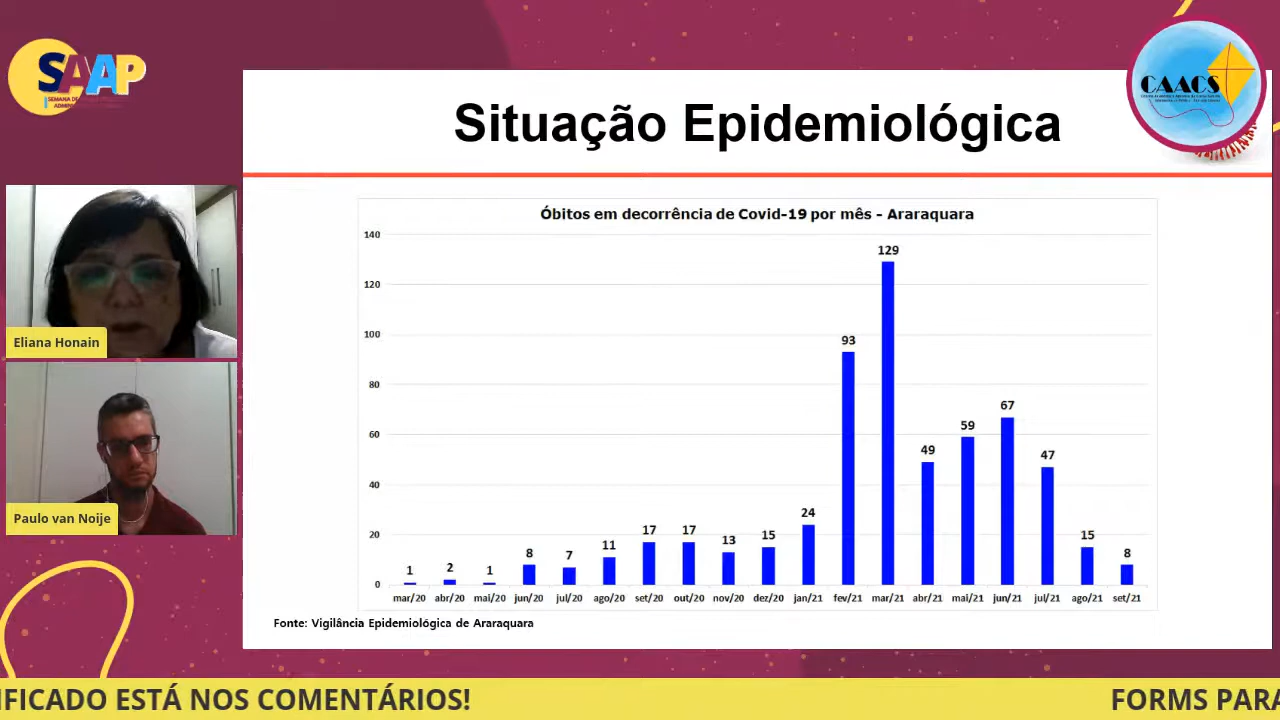 SAAP
SEMANA DE
CAACS
Situação Epidemiológica
Óbitos em decorrência de Covid-19 por mês - Araraquara
140
120
100
80
60
40
20
0
1
2
1
8
7
11
17
17
13
15
24
93
129
49
59
67
47
15
8
mar/20 abr/20 mai/20 jun/20 jul/20 ago/20 set/20 out/20 nov/20 dez/20 jan/21 fev/21 mar/21 abr/21 mai/21 jun/21 jul/21 ago/21 set/21
Fonte: Vigilância Epidemiológica de Araraquara
Eliana Honain
Paulo van Noije
IFICADO ESTÁ NOS COMENTÁRIOS!
FORMS PARA